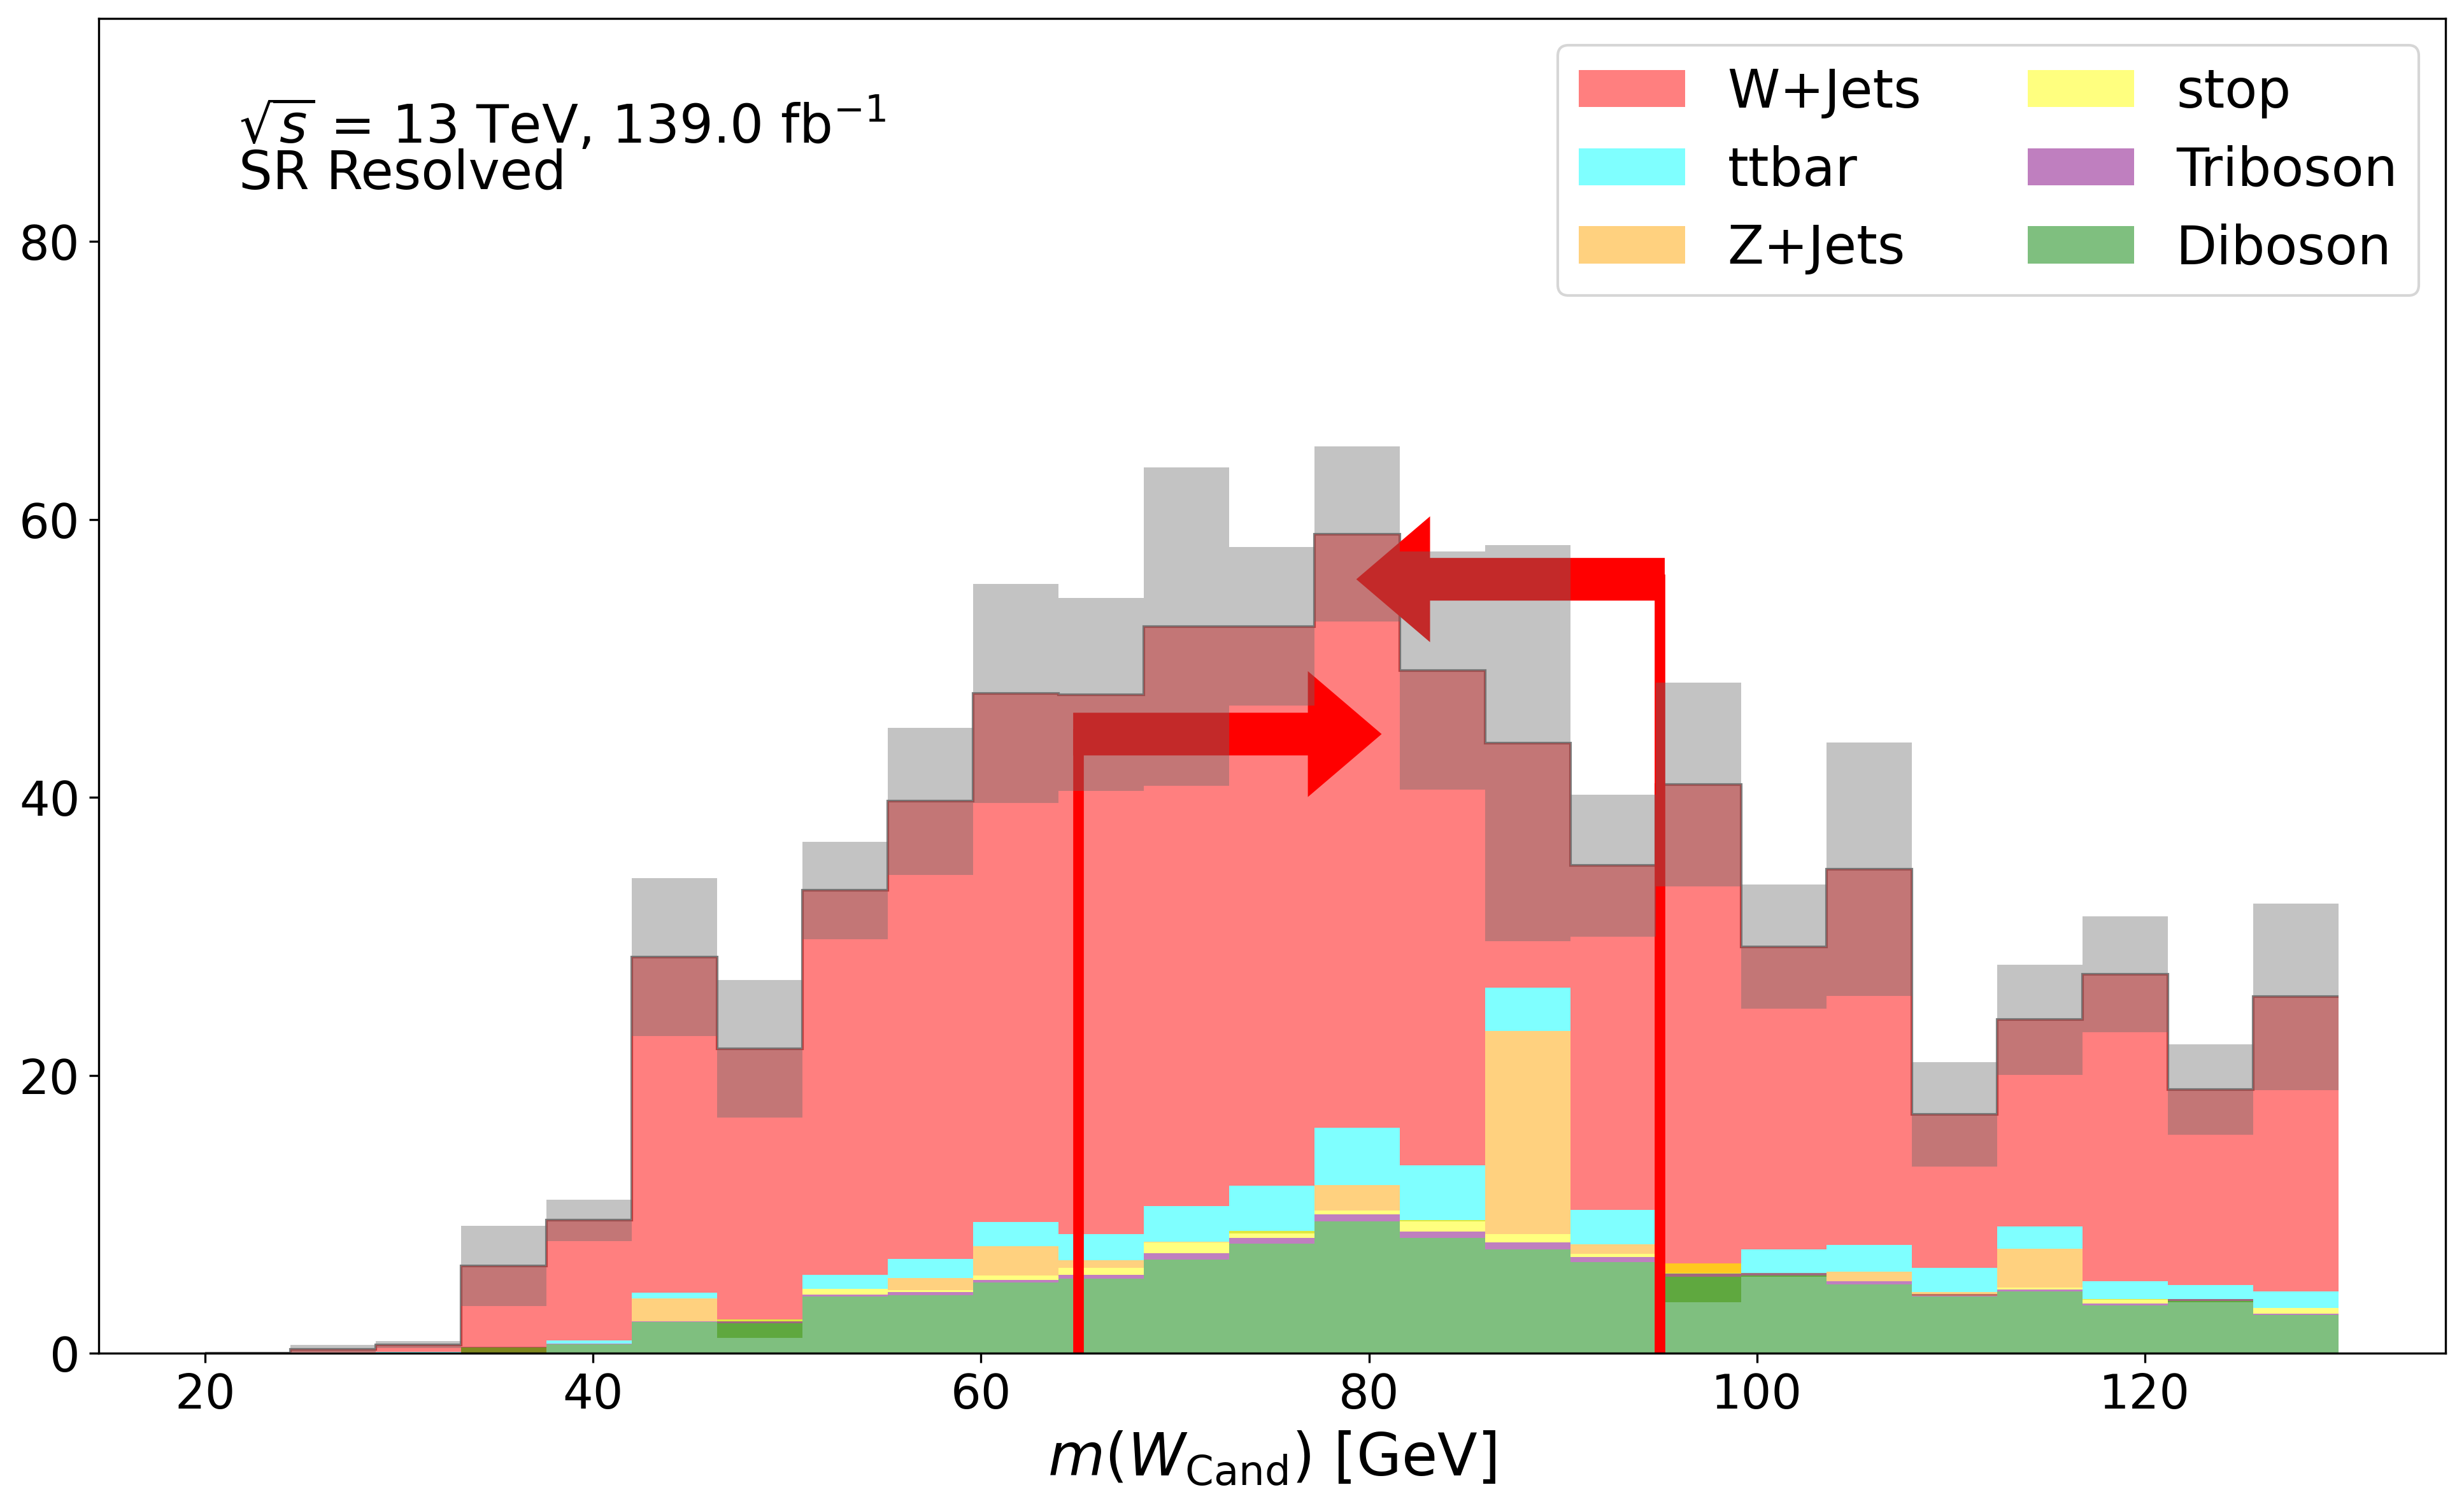 √s = 13 TeV, 139.0 fb⁻¹
SR Resolved
W+Jets
ttbar
Z+Jets
stop
Triboson
Diboson
80
60
40
20
0
20 40 60 80 100 120
m(W_Cand) [GeV]